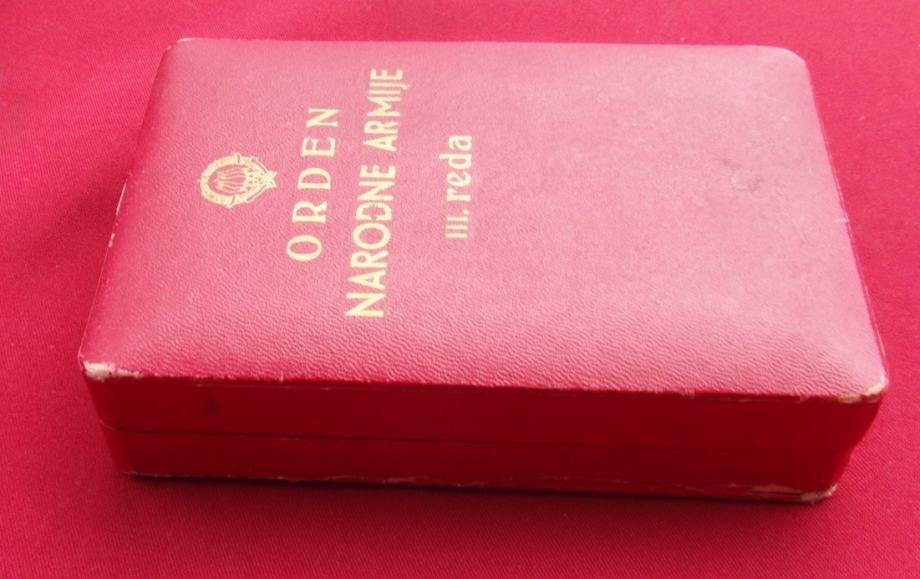 ORDEN
NARODNE ARMIJE
III. reda